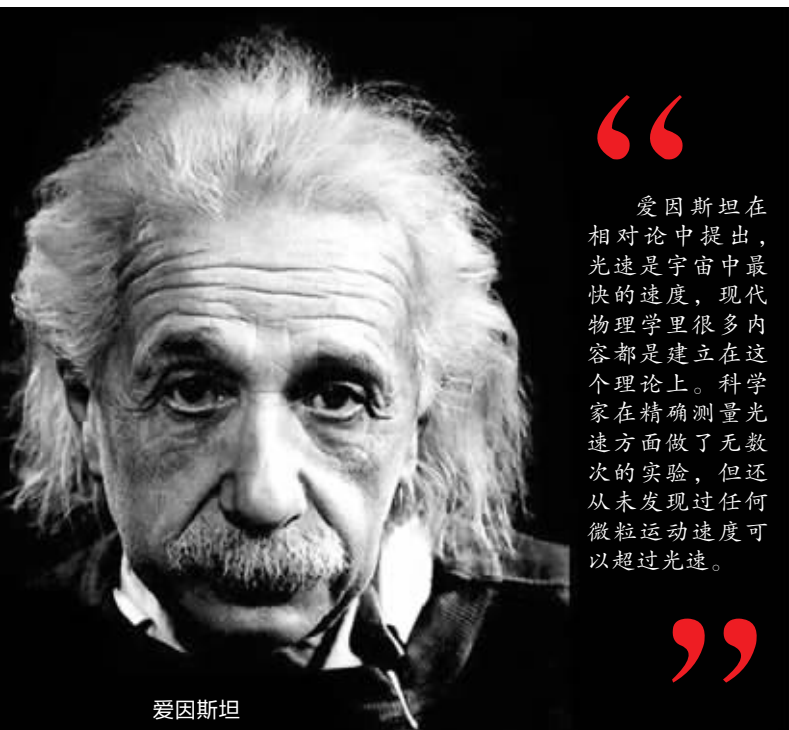 “
爱因斯坦在
相对论中提出，
光速是宇宙中最
快的速度，现代
物理学里很多内
容都是建立在这
个理论上。科学
家在精确测量光
速方面做了无数
次的实验，但还
从未发现过任何
微粒运动速度可
以超过光速。
”
爱因斯坦